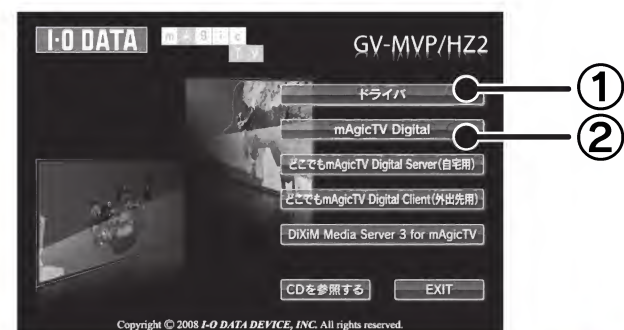 I-O DATA
mAgic
TV
GV-MVP/HZ2
ドライバ
①
mAgicTV Digital
②
どこでもmAgicTV Digital Server(自宅用)
どこでもmAgicTV Digital Client(外出先用)
DiXiM Media Server 3 for mAgicTV
CDを参照する
EXIT
Copyright © 2008 I-O DATA DEVICE, INC. All rights reserved.